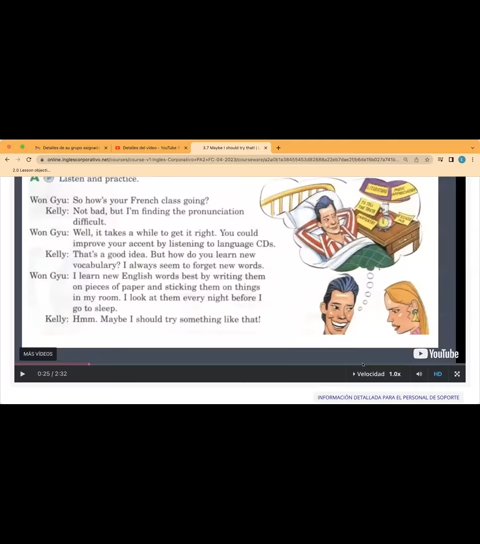 Detalles de su grupo asignad
Detalles del vídeo - YouTube
3.7 Maybe I should try that! |
2.6 Lesson objecti...
A Listen and practice.
Won Gyu: So how's your French class going?
Kelly: Not bad, but I'm finding the pronunciation
difficult.
Won Gyu: Well, it takes a while to get it right. You could
improve your accent by listening to language CDs.
Kelly: That's a good idea. But how do you learn new
vocabulary? I always seem to forget new words.
Won Gyu: I learn new English words best by writing them
on pieces of paper and sticking them on things
in my room. I look at them every night before I
go to sleep.
Kelly: Hmm. Maybe I should try something like that!
MÁS VÍDEOS
YouTube
0:25 / 2:32
Velocidad 1.0x
HD
INFORMACIÓN DETALLADA PARA EL PERSONAL DE SOPORTE